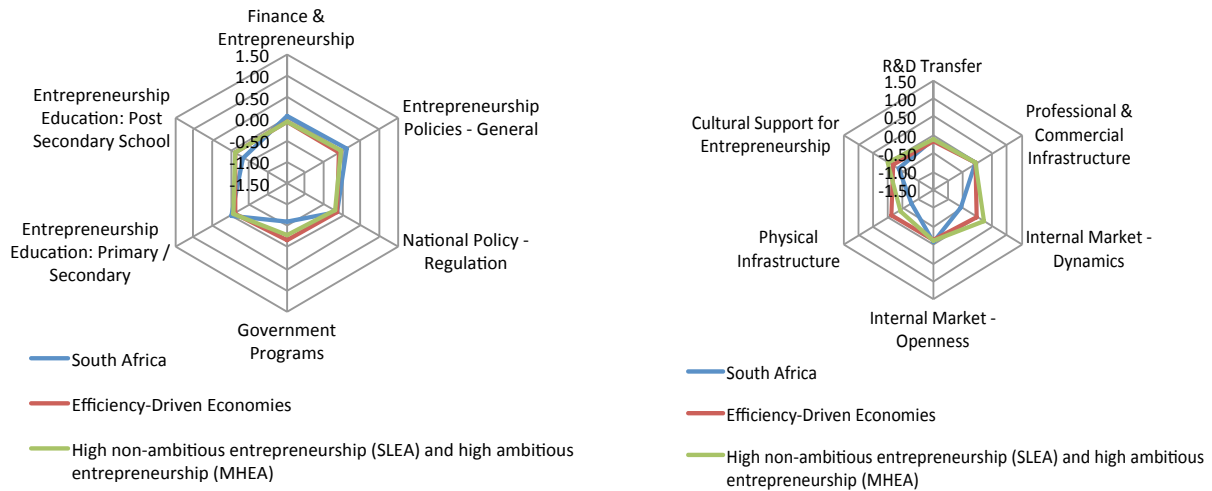 Finance &
Entrepreneurship
1.50
1.00
0.50
0.00
-0.50
-1.00
-1.50
Entrepreneurship
Policies - General
National Policy -
Regulation
Government
Programs
Entrepreneurship
Education: Primary /
Secondary
Entrepreneurship
Education: Post
Secondary School
South Africa
Efficiency-Driven Economies
High non-ambitious entrepreneurship (SLEA) and high ambitious
entrepreneurship (MHEA)
R&D Transfer
1.50
1.00
0.50
0.00
-0.50
-1.00
-1.50
Professional &
Commercial
Infrastructure
Internal Market -
Dynamics
Internal Market -
Openness
Physical
Infrastructure
Cultural Support for
Entrepreneurship
South Africa
Efficiency-Driven Economies
High non-ambitious entrepreneurship (SLEA) and high ambitious
entrepreneurship (MHEA)